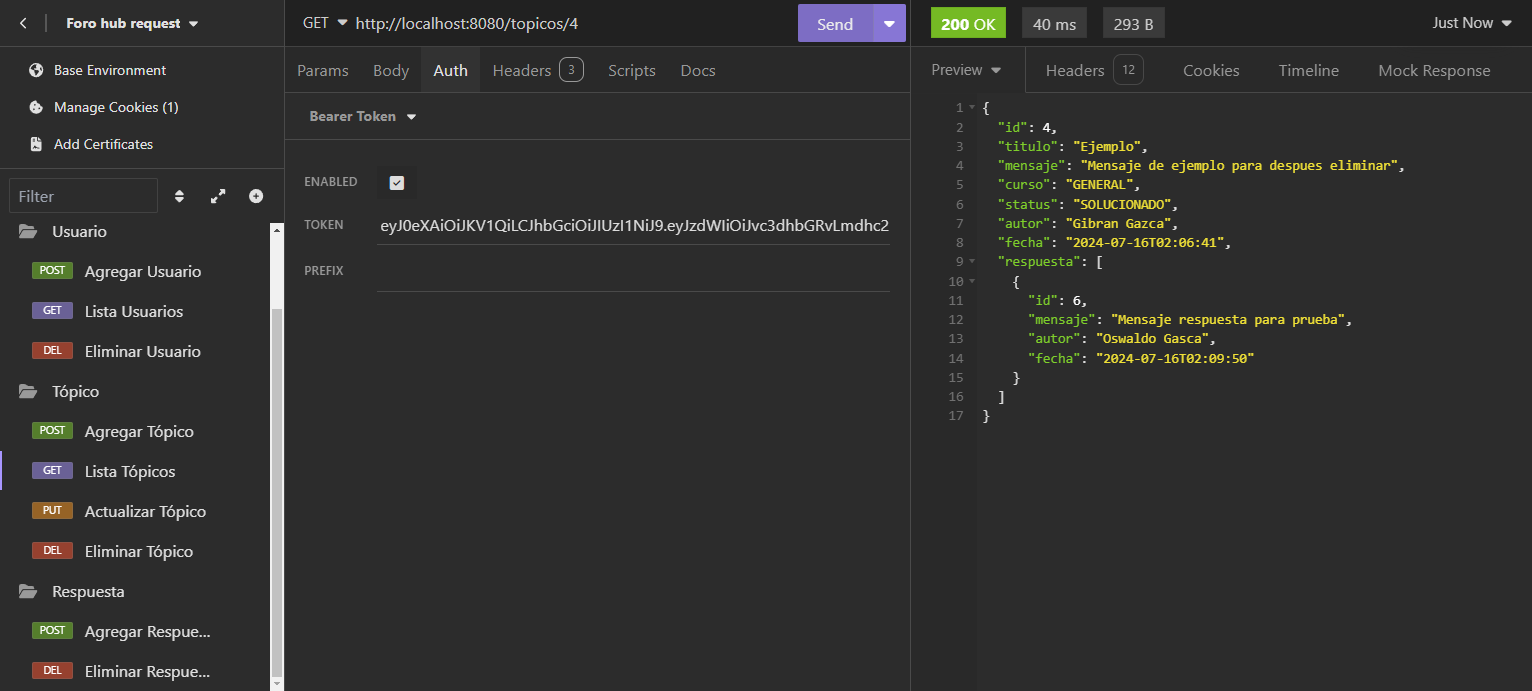 Foro hub request
Base Environment
Manage Cookies (1)
Add Certificates
Filter
Usuario
POST Agregar Usuario
GET Lista Usuarios
DEL Eliminar Usuario
Tópico
POST Agregar Tópico
GET Lista Tópicos
PUT Actualizar Tópico
DEL Eliminar Tópico
Respuesta
POST Agregar Respue...
DEL Eliminar Respue...
GET http://localhost:8080/topicos/4 Send
Params Body Auth Headers 3 Scripts Docs
Bearer Token
ENABLED
TOKEN eyJ0eXAiOiJKV1QiLCJhbGciOiJIUzI1NiJ9.eyJzdWIiOiJvc3dhbGRvLmdhc2
PREFIX
200 OK 40 ms 293 B Just Now
Preview Headers 12 Cookies Timeline Mock Response
1 {
2 "id": 4,
3 "titulo": "Ejemplo",
4 "mensaje": "Mensaje de ejemplo para despues eliminar",
5 "curso": "GENERAL",
6 "status": "SOLUCIONADO",
7 "autor": "Gibran Gazca",
8 "fecha": "2024-07-16T02:06:41",
9 "respuesta": [
10 {
11 "id": 6,
12 "mensaje": "Mensaje respuesta para prueba",
13 "autor": "Oswaldo Gasca",
14 "fecha": "2024-07-16T02:09:50"
15 }
16 ]
17 }